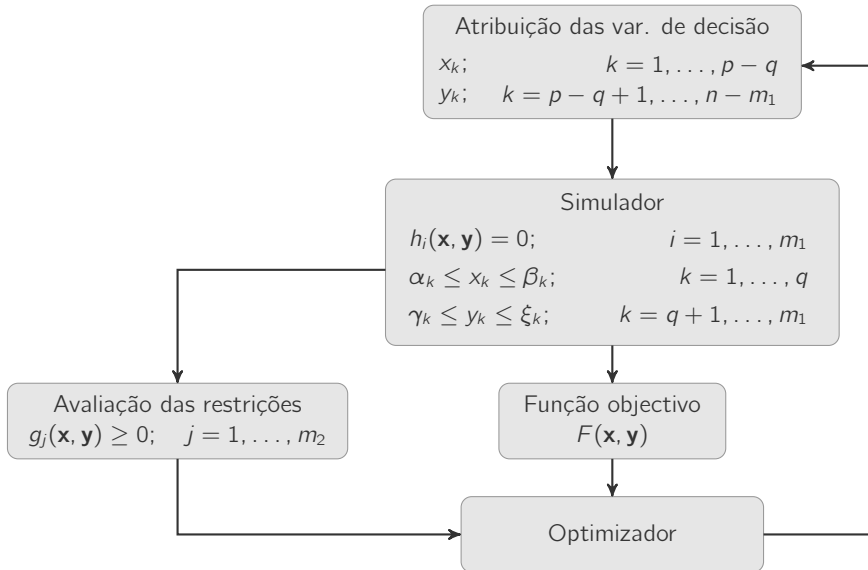 Atribuição das var. de decisão
xₖ; k = 1, . . . , p − q
yₖ; k = p − q + 1, . . . , n − m₁
Simulador
hᵢ(𝐱, 𝐲) = 0; i = 1, . . . , m₁
αₖ ≤ xₖ ≤ βₖ; k = 1, . . . , q
γₖ ≤ yₖ ≤ ξₖ; k = q + 1, . . . , m₁
Avaliação das restrições
gⱼ(𝐱, 𝐲) ≥ 0; j = 1, . . . , m₂
Função objectivo
F(𝐱, 𝐲)
Optimizador